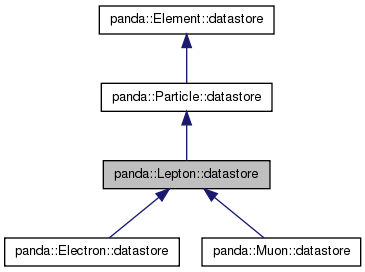 panda::Element::datastore
panda::Particle::datastore
panda::Lepton::datastore
panda::Electron::datastore
panda::Muon::datastore